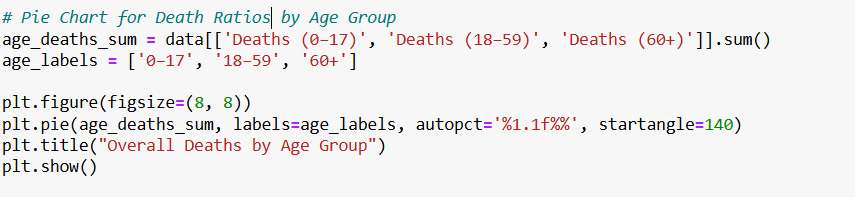 # Pie Chart for Death Ratios by Age Group
age_deaths_sum = data[['Deaths (0–17)', 'Deaths (18–59)', 'Deaths (60+)']].sum()
age_labels = ['0–17', '18–59', '60+']
plt.figure(figsize=(8, 8))
plt.pie(age_deaths_sum, labels=age_labels, autopct='%1.1f%%', startangle=140)
plt.title("Overall Deaths by Age Group")
plt.show()